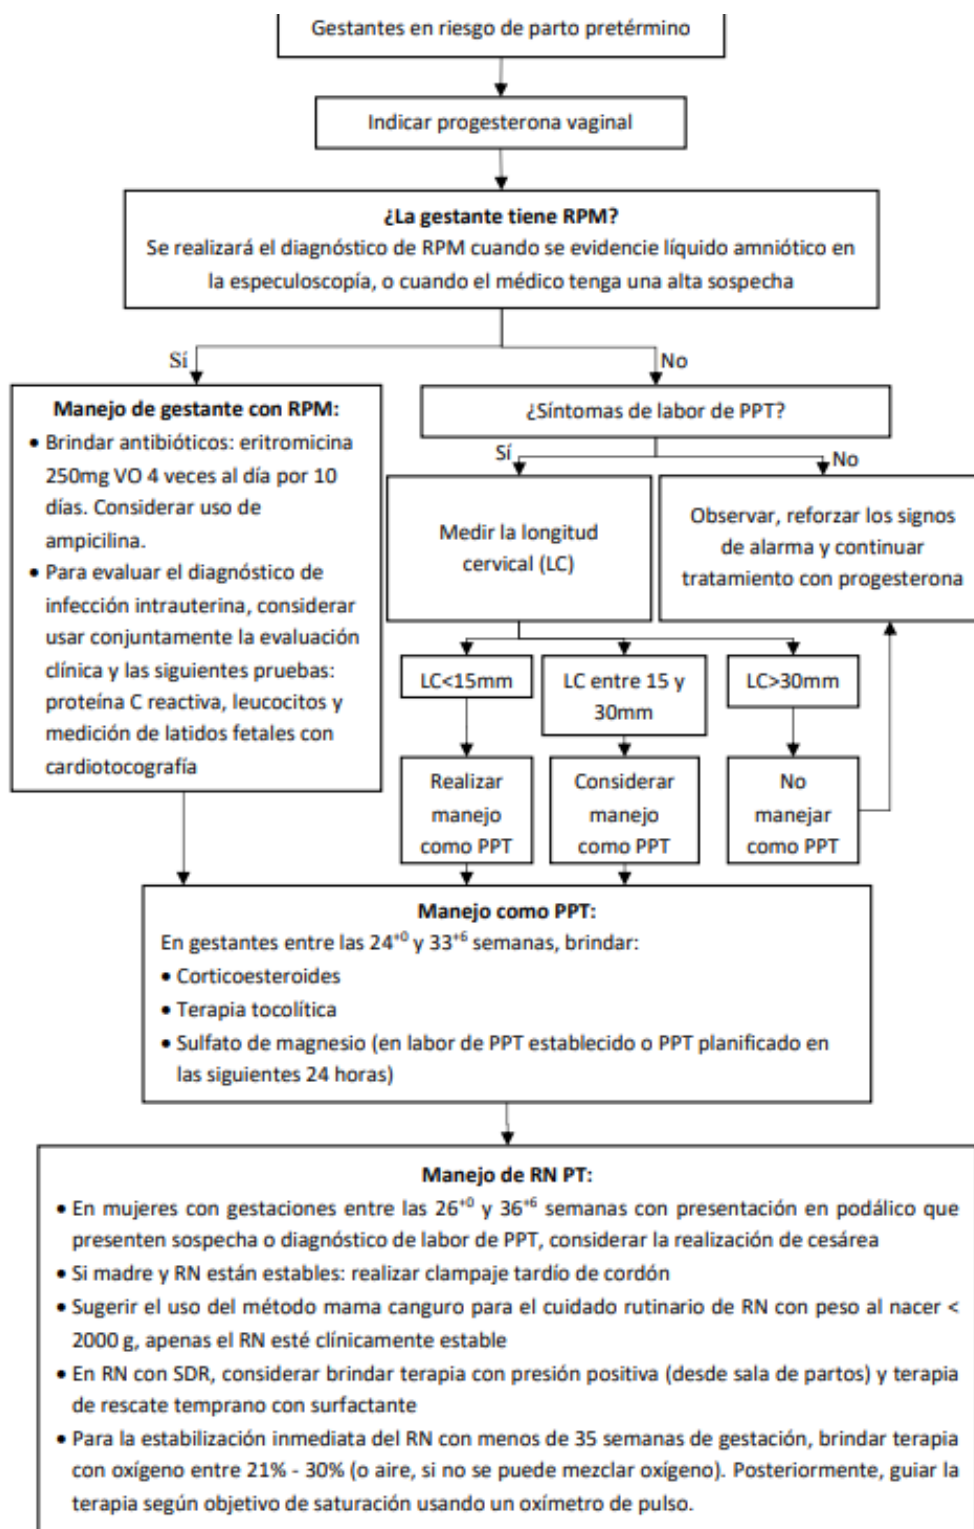 Gestantes en riesgo de parto pretérmino
Indicar progesterona vaginal
¿La gestante tiene RPM?
Se realizará el diagnóstico de RPM cuando se evidencie líquido amniótico en
la especuloscopía, o cuando el médico tenga una alta sospecha
Sí
No
Manejo de gestante con RPM:
• Brindar antibióticos: eritromicina
250mg VO 4 veces al día por 10
días. Considerar uso de
ampicilina.
• Para evaluar el diagnóstico de
infección intrauterina, considerar
usar conjuntamente la evaluación
clínica y las siguientes pruebas:
proteína C reactiva, leucocitos y
medición de latidos fetales con
cardiotocografía
¿Síntomas de labor de PPT?
Sí
No
Medir la longitud
cervical (LC)
Observar, reforzar los signos
de alarma y continuar
tratamiento con progesterona
LC<15mm
LC entre 15 y
30mm
LC>30mm
Realizar
manejo
como PPT
Considerar
manejo
como PPT
No
manejar
como PPT
Manejo como PPT:
En gestantes entre las 24⁺⁰ y 33⁺⁶ semanas, brindar:
• Corticoesteroides
• Terapia tocolítica
• Sulfato de magnesio (en labor de PPT establecido o PPT planificado en
las siguientes 24 horas)
Manejo de RN PT:
• En mujeres con gestaciones entre las 26⁺⁰ y 36⁺⁶ semanas con presentación en podálico que
presenten sospecha o diagnóstico de labor de PPT, considerar la realización de cesárea
• Si madre y RN están estables: realizar clampaje tardío de cordón
• Sugerir el uso del método mama canguro para el cuidado rutinario de RN con peso al nacer <
2000 g, apenas el RN esté clínicamente estable
• En RN con SDR, considerar brindar terapia con presión positiva (desde sala de partos) y terapia
de rescate temprano con surfactante
• Para la estabilización inmediata del RN con menos de 35 semanas de gestación, brindar terapia
con oxígeno entre 21% - 30% (o aire, si no se puede mezclar oxígeno). Posteriormente, guiar la
terapia según objetivo de saturación usando un oxímetro de pulso.